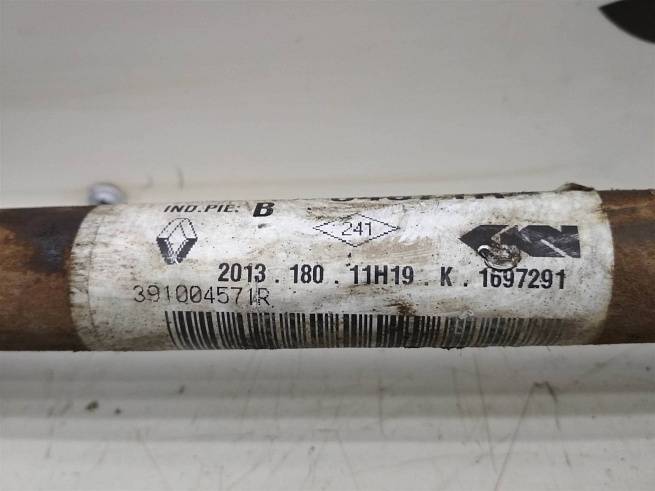 IND.PIE: B
241
2013 . 180 . 11H19 . K . 1697291
391004571R